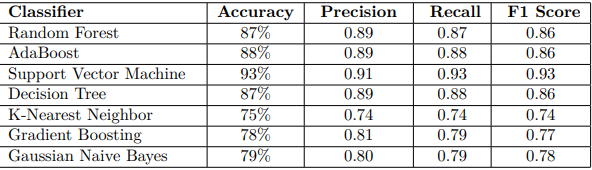 Classifier Accuracy Precision Recall F1 Score
Random Forest 87% 0.89 0.87 0.86
AdaBoost 88% 0.89 0.88 0.86
Support Vector Machine 93% 0.91 0.93 0.93
Decision Tree 87% 0.89 0.88 0.86
K-Nearest Neighbor 75% 0.74 0.74 0.74
Gradient Boosting 78% 0.81 0.79 0.77
Gaussian Naive Bayes 79% 0.80 0.79 0.78